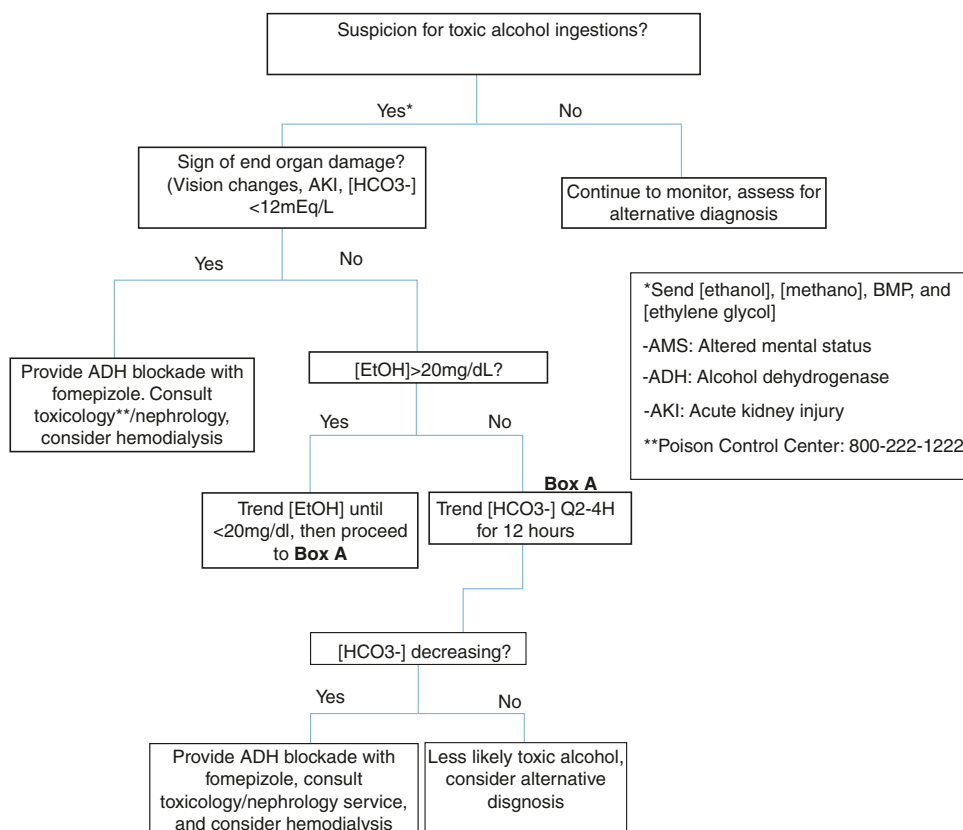 Suspicion for toxic alcohol ingestions?
Yes*
No
Sign of end organ damage?
(Vision changes, AKI, [HCO3-]
<12mEq/L
Continue to monitor, assess for
alternative diagnosis
Yes
No
*Send [ethanol], [methano], BMP, and
[ethylene glycol]
-AMS: Altered mental status
-ADH: Alcohol dehydrogenase
-AKI: Acute kidney injury
**Poison Control Center: 800-222-1222
Provide ADH blockade with
fomepizole. Consult
toxicology**/nephrology,
consider hemodialysis
[EtOH]>20mg/dL?
Yes
No
Trend [EtOH] until
<20mg/dl, then proceed
to Box A
Box A
Trend [HCO3-] Q2-4H
for 12 hours
[HCO3-] decreasing?
Yes
No
Provide ADH blockade with
fomepizole, consult
toxicology/nephrology service,
and consider hemodialysis
Less likely toxic alcohol,
consider alternative
disgnosis